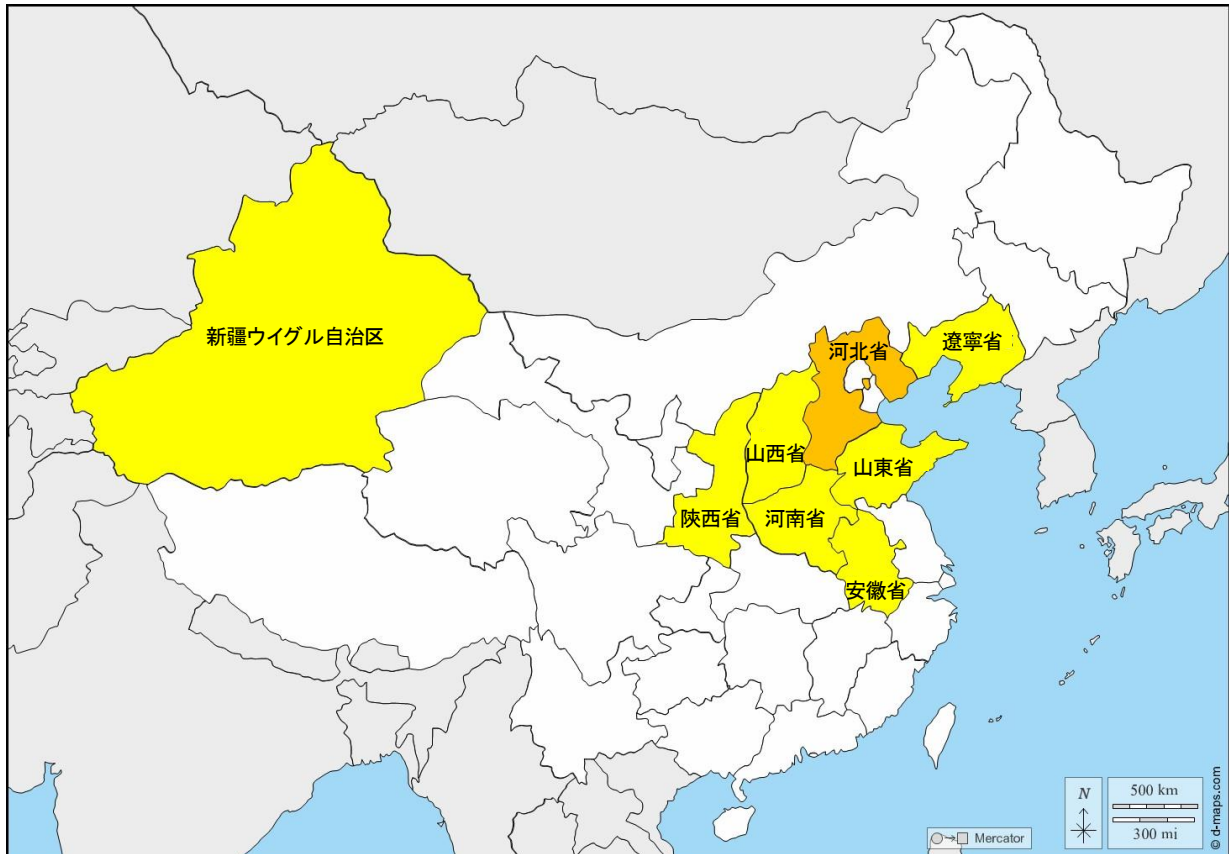 新疆ウイグル自治区
河北省
遼寧省
山西省
山東省
陝西省
河南省
安徽省
N
500 km
300 mi
Mercator
© d-maps.com